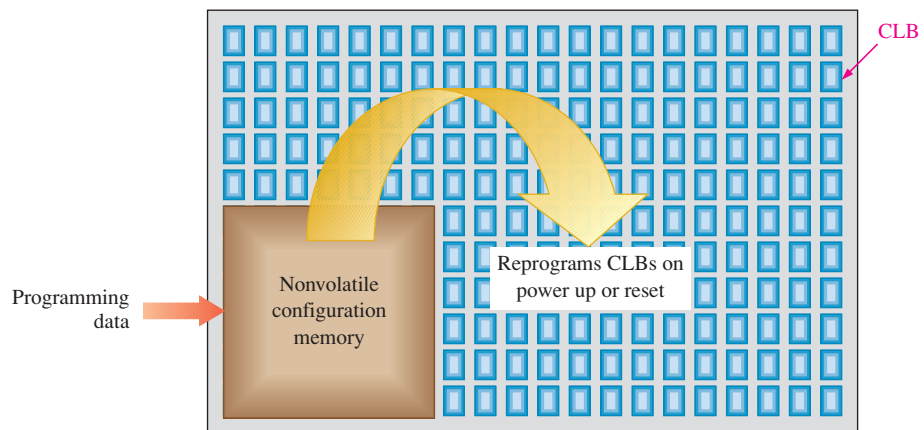 CLB
Reprograms CLBs on
power up or reset
Nonvolatile
configuration
memory
Programming
data